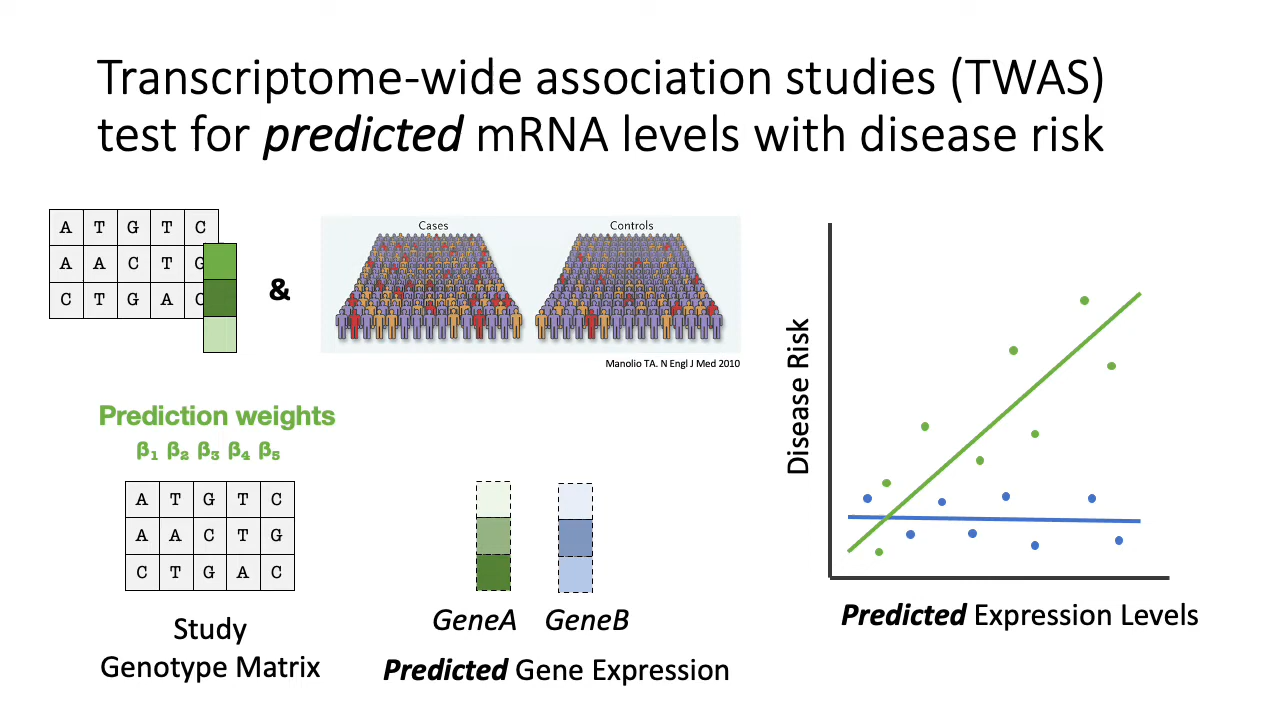 Transcriptome-wide association studies (TWAS)
test for predicted mRNA levels with disease risk
A T G T C
A A C T G
C T G A C
&
Cases
Controls
Manolio TA. N Engl J Med 2010
Prediction weights
β1 β2 β3 β4 β5
A T G T C
A A C T G
C T G A C
Study
Genotype Matrix
GeneA GeneB
Predicted Gene Expression
Disease Risk
Predicted Expression Levels